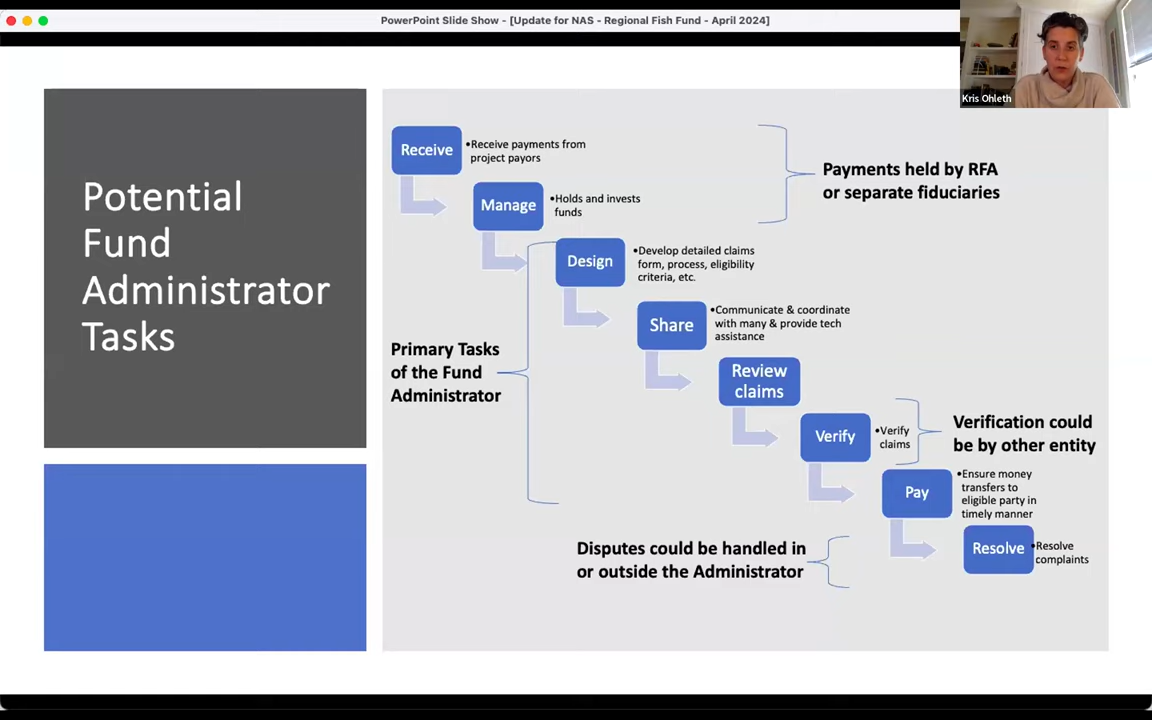 PowerPoint Slide Show - [Update for NAS - Regional Fish Fund - April 2024]
Kris Ohleth
Potential
Fund
Administrator
Tasks
Receive
•Receive payments from
project payors
Payments held by RFA
or separate fiduciaries
Manage
•Holds and invests
funds
Design
•Develop detailed claims
form, process, eligibility
criteria, etc.
Share
•Communicate & coordinate
with many & provide tech
assistance
Primary Tasks
of the Fund
Administrator
Review
claims
Verify
•Verify
claims
Verification could
be by other entity
Pay
•Ensure money
transfers to
eligible party in
timely manner
Disputes could be handled in
or outside the Administrator
Resolve
•Resolve
complaints